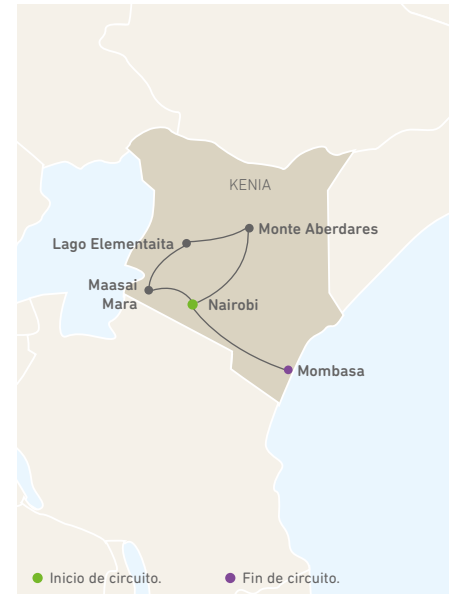 KENIA
Monte Aberdares
Lago Elementaita
Maasai
Mara
Nairobi
Mombasa
Inicio de circuito.
Fin de circuito.